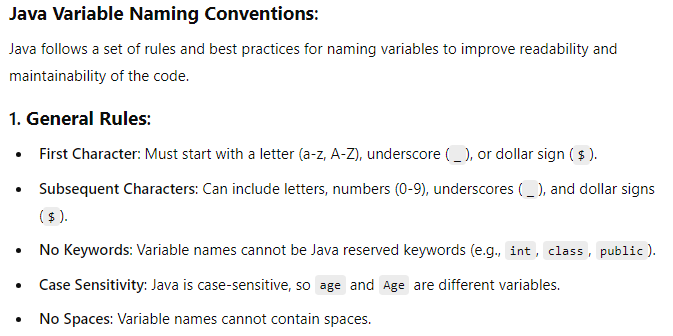 Java Variable Naming Conventions:
Java follows a set of rules and best practices for naming variables to improve readability and
maintainability of the code.
1. General Rules:
• First Character: Must start with a letter (a-z, A-Z), underscore ( _ ), or dollar sign ( $ ).
• Subsequent Characters: Can include letters, numbers (0-9), underscores ( _ ), and dollar signs
( $ ).
• No Keywords: Variable names cannot be Java reserved keywords (e.g., int , class , public ).
• Case Sensitivity: Java is case-sensitive, so age and Age are different variables.
• No Spaces: Variable names cannot contain spaces.